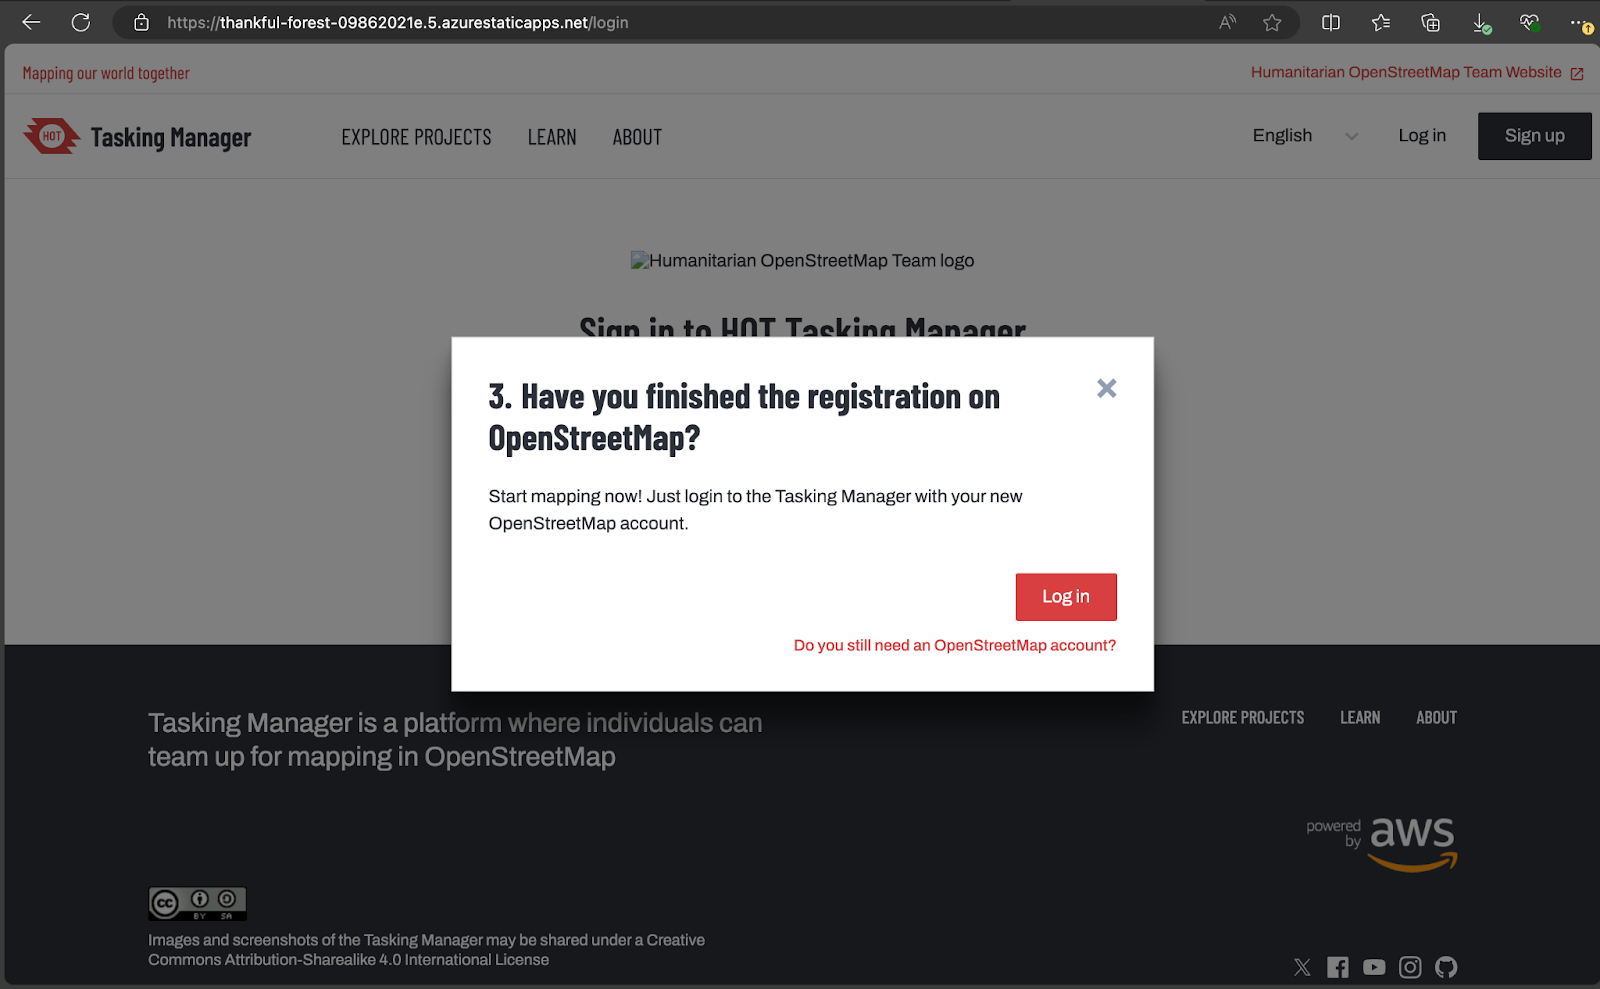 https://thankful-forest-09862021e.5.azurestaticapps.net/login
Mapping our world together
Humanitarian OpenStreetMap Team Website
HOT
Tasking Manager
EXPLORE PROJECTS
LEARN
ABOUT
English
Log in
Sign up
Humanitarian OpenStreetMap Team logo
Sign in to HOT Tasking Manager
3. Have you finished the registration on
OpenStreetMap?
Start mapping now! Just login to the Tasking Manager with your new
OpenStreetMap account.
Log in
Do you still need an OpenStreetMap account?
Tasking Manager is a platform where individuals can
team up for mapping in OpenStreetMap
EXPLORE PROJECTS
LEARN
ABOUT
powered
by
aws
cc
BY SA
Images and screenshots of the Tasking Manager may be shared under a Creative
Commons Attribution-Sharealike 4.0 International License